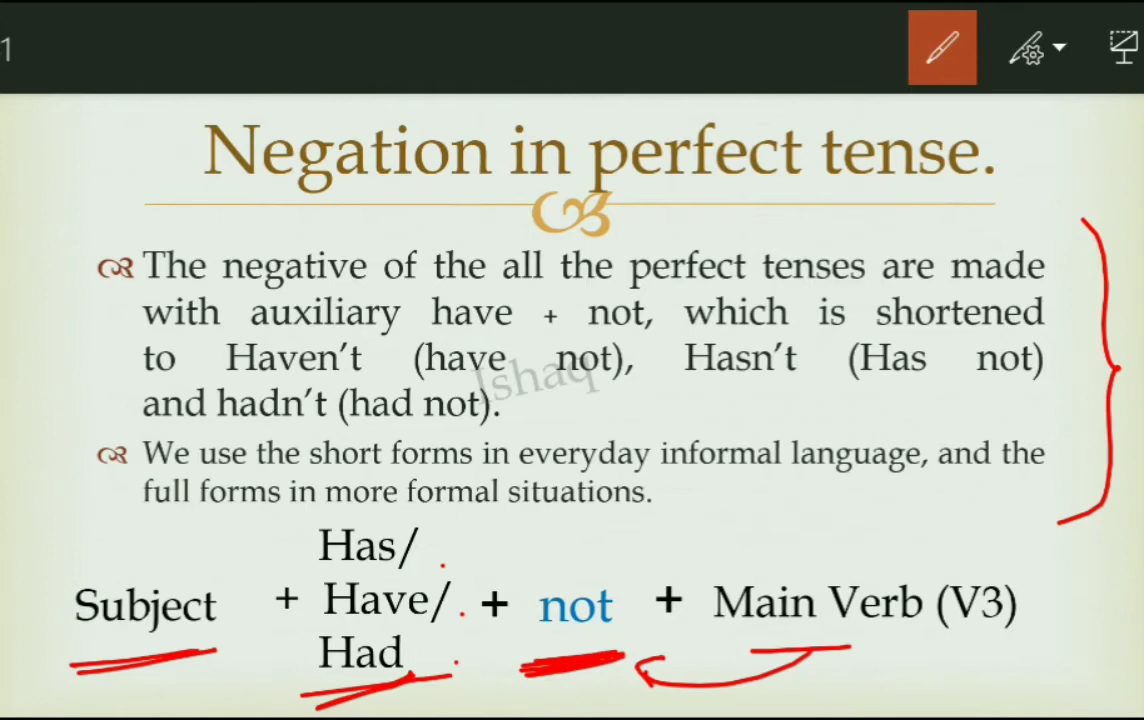 1
Negation in perfect tense.
The negative of the all the perfect tenses are made
with auxiliary have + not, which is shortened
to Haven't (have not), Hasn't (Has not)
and hadn't (had not).
Ishaq
We use the short forms in everyday informal language, and the
full forms in more formal situations.
Has/
Subject + Have/ + not + Main Verb (V3)
Had